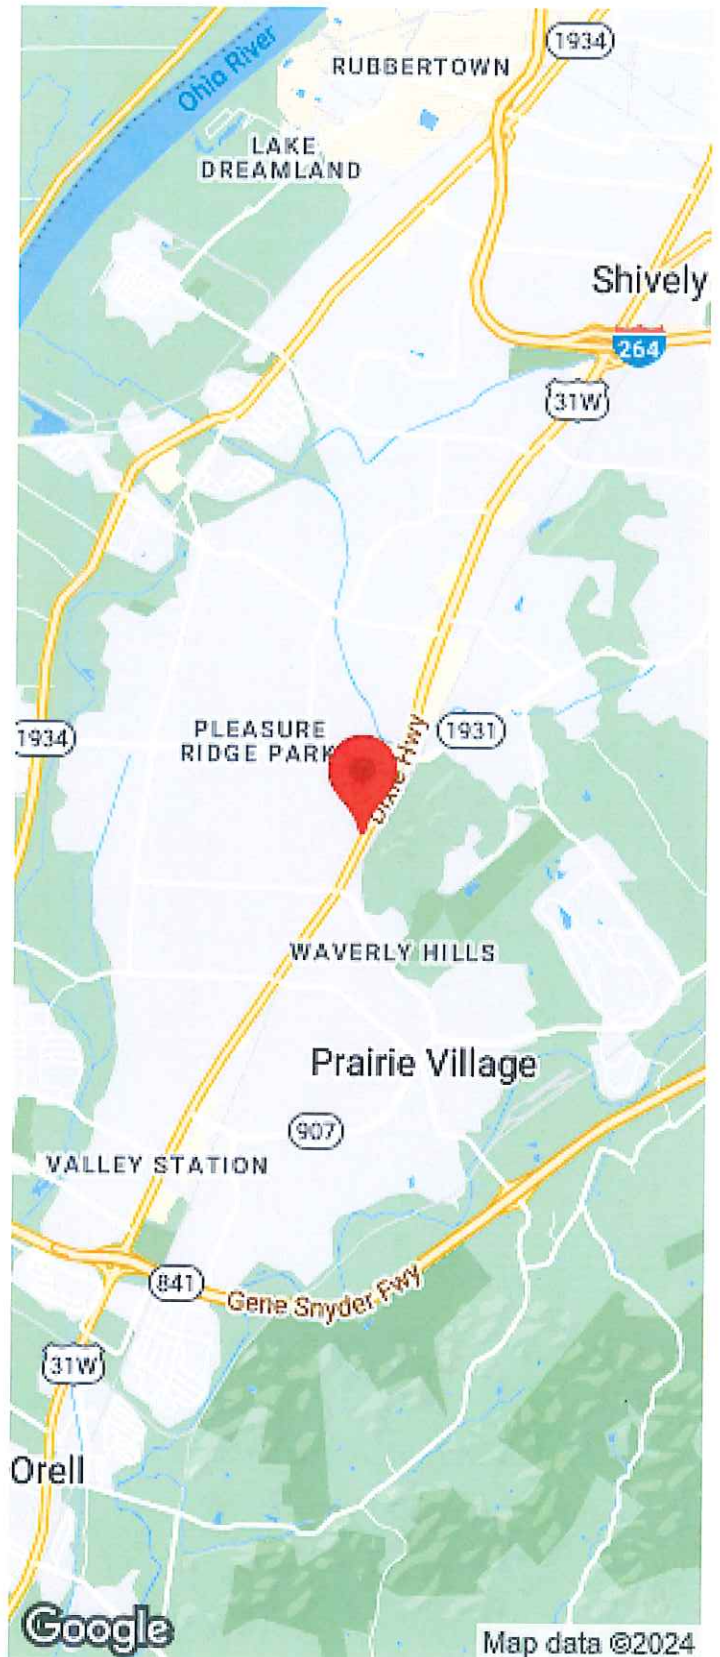 1934
RUBBERTOWN
Ohio River
LAKE
DREAMLAND
Shively
264
31W
1934
PLEASURE
RIDGE PARK
1931
Dixie Hwy
WAVERLY HILLS
Prairie Village
907
VALLEY STATION
841
Gene Snyder Fwy
31W
Orell
Google
Map data ©2024